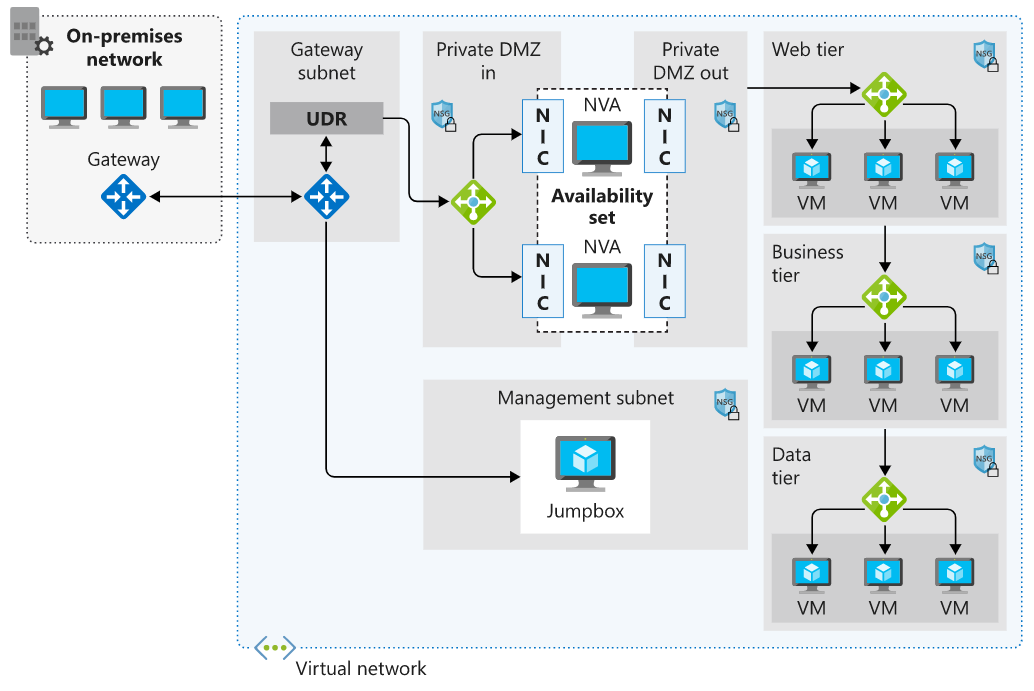 On-premises
network
Gateway
Gateway
subnet
UDR
Private DMZ
in
NSG
N
I
C
NVA
N
I
C
Availability
set
N
I
C
NVA
N
I
C
Private
DMZ out
NSG
Management subnet
NSG
Jumpbox
Web tier
NSG
VM
VM
VM
Business
tier
NSG
VM
VM
VM
Data
tier
NSG
VM
VM
VM
Virtual network